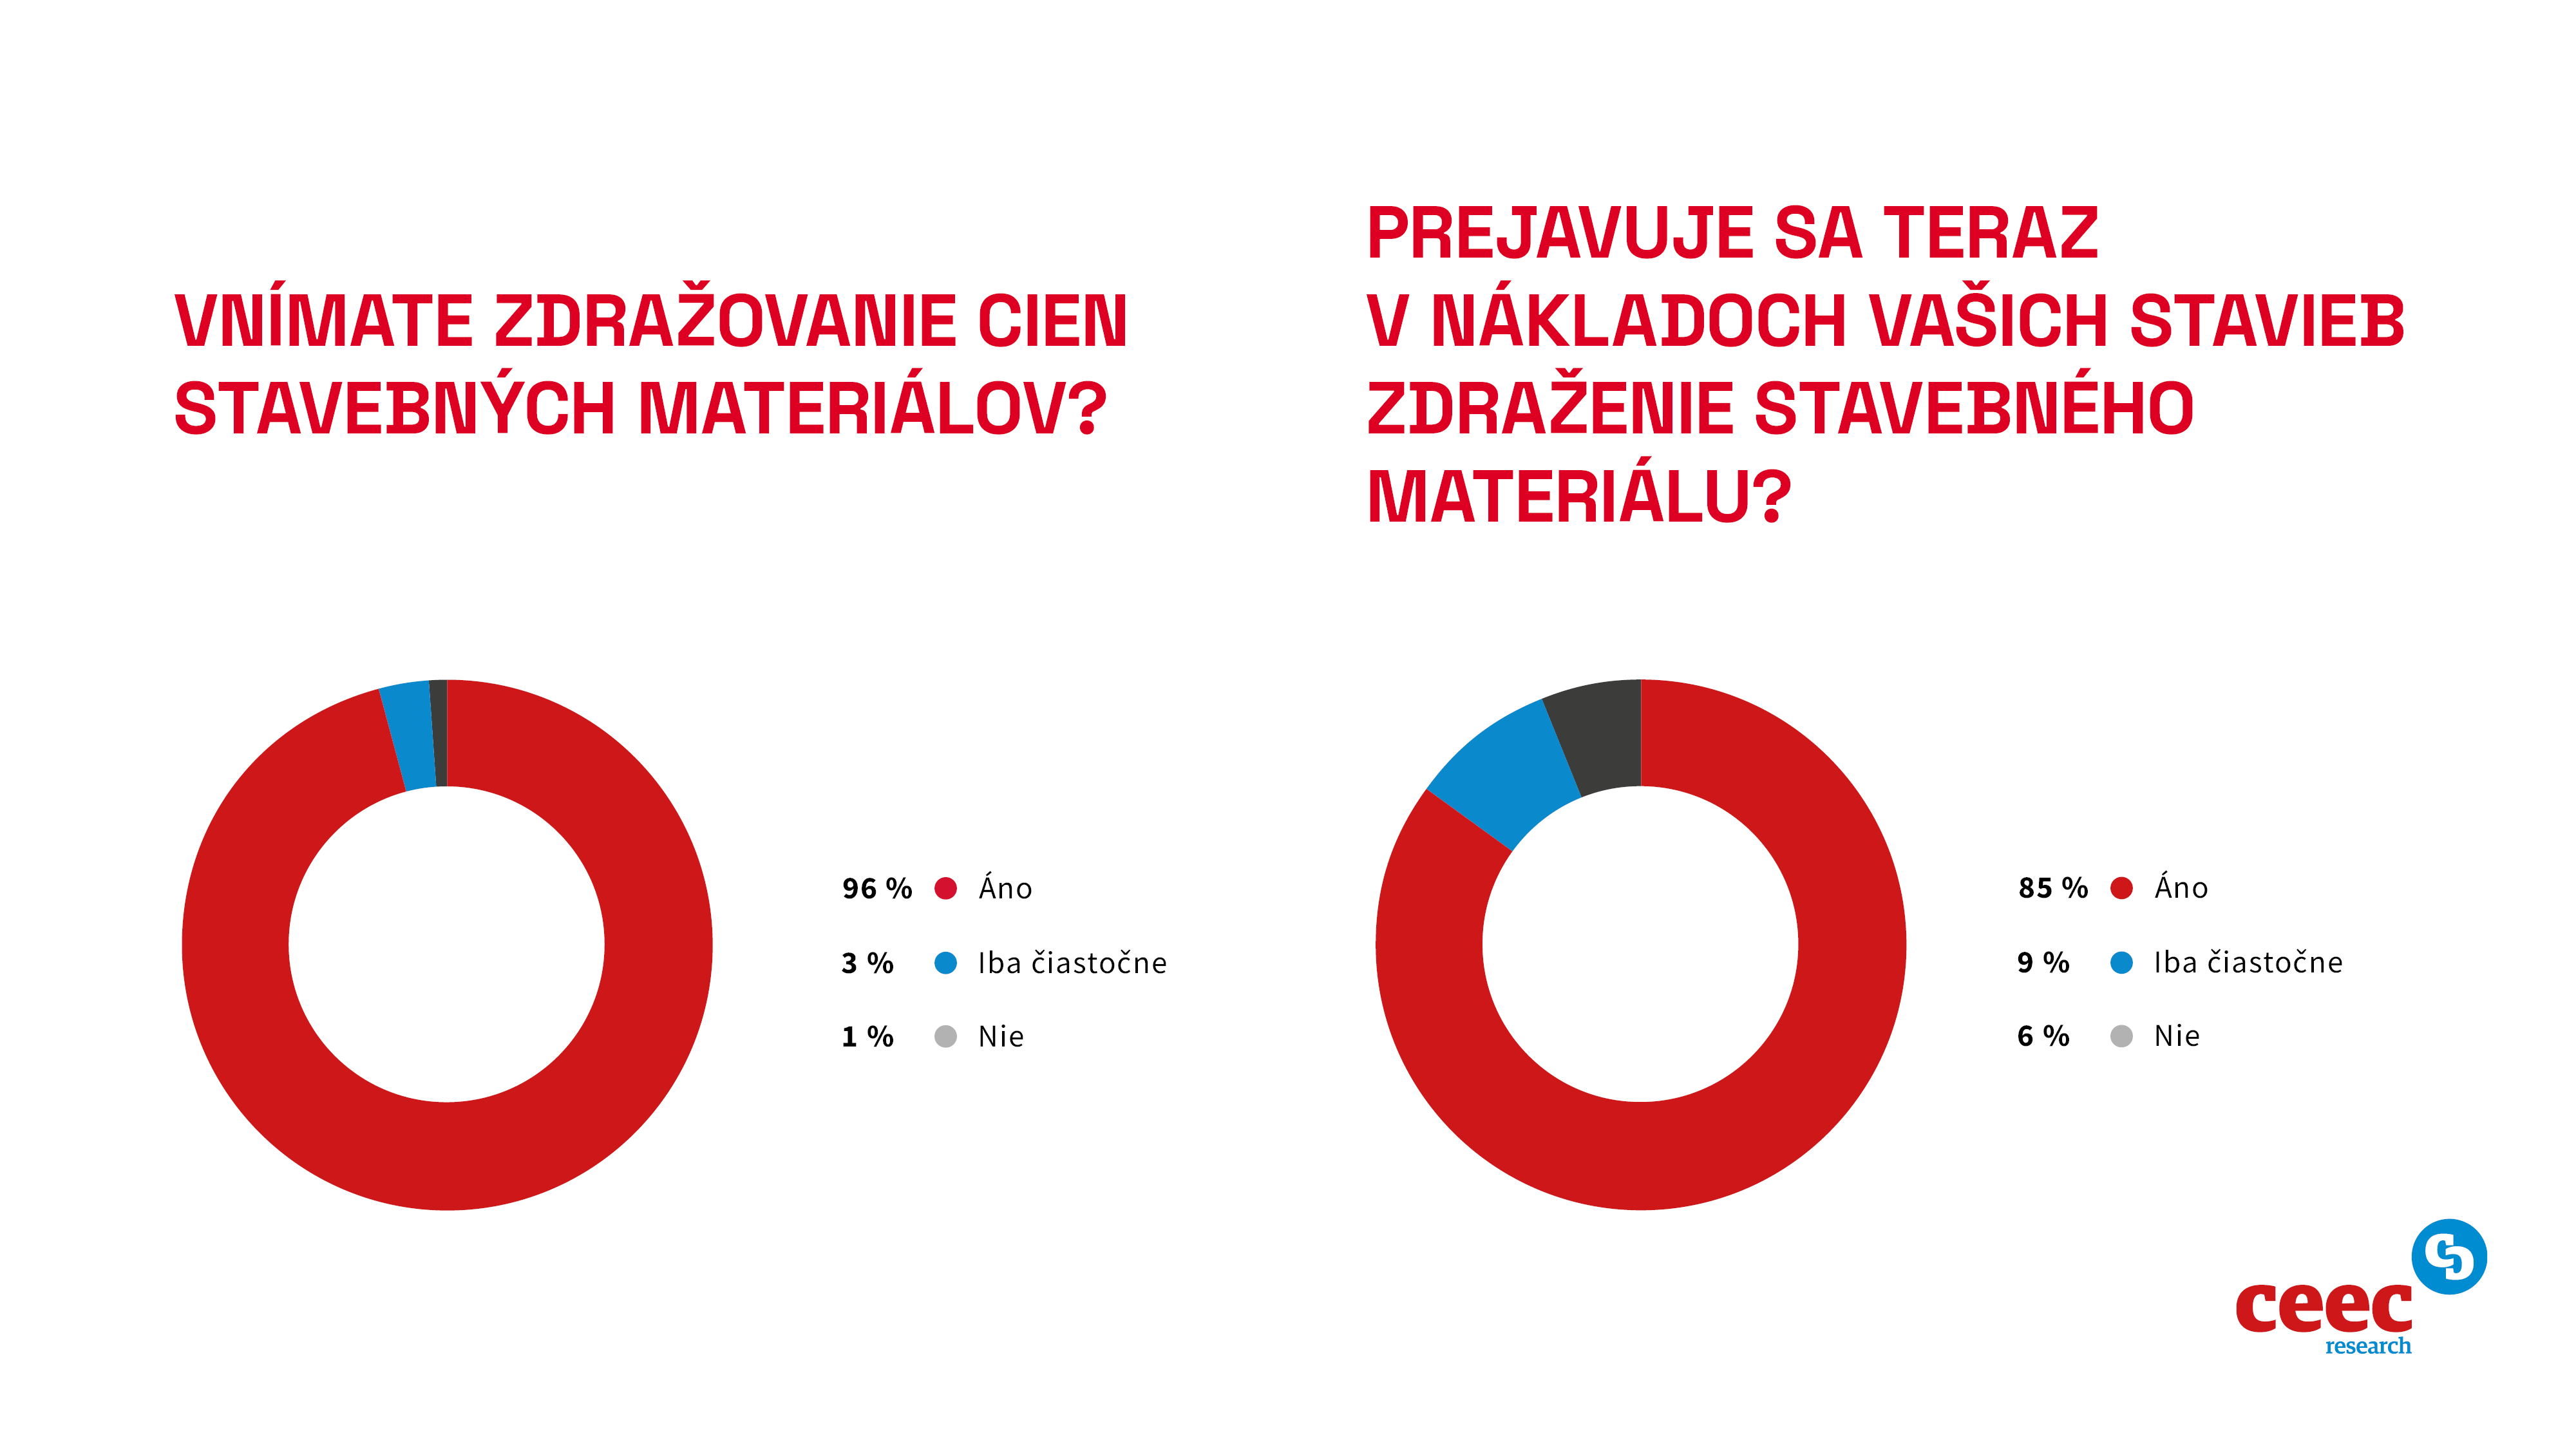 VNÍMATE ZDRAŽOVANIE CIEN
STAVEBNÝCH MATERIÁLOV?
96 % Áno
3 % Iba čiastočne
1 % Nie
PREJAVUJE SA TERAZ
V NÁKLADOCH VAŠICH STAVIEB
ZDRAŽENIE STAVEBNÉHO
MATERIÁLU?
85 % Áno
9 % Iba čiastočne
6 % Nie
ceec
research